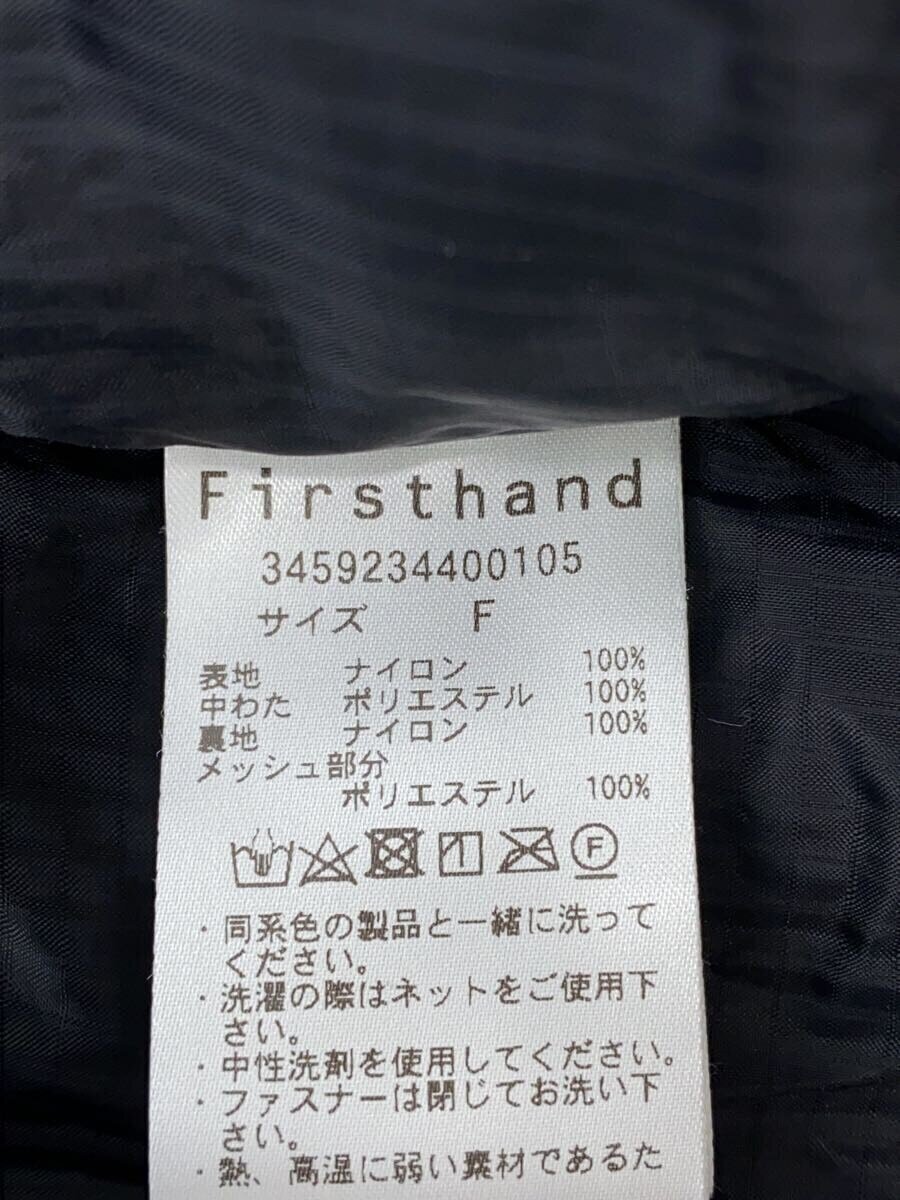 Firsthand
3459234400105
サイズ F
表地 ナイロン 100%
中わた ポリエステル 100%
裏地 ナイロン 100%
メッシュ部分
ポリエステル 100%
F
・同系色の製品と一緒に洗って
ください。
・洗濯の際はネットをご使用下
さい。
・中性洗剤を使用してください。
・ファスナーは閉じてお洗い下
さい。
・熱、高温に弱い素材であるた